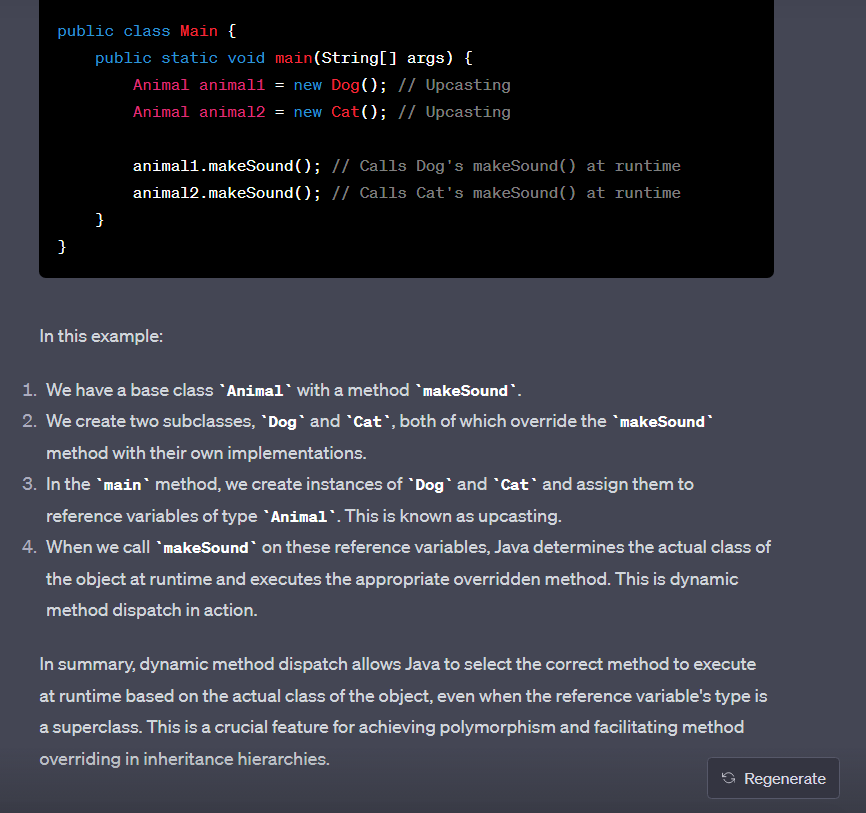 public class Main {
public static void main(String[] args) {
Animal animal1 = new Dog(); // Upcasting
Animal animal2 = new Cat(); // Upcasting
animal1.makeSound(); // Calls Dog's makeSound() at runtime
animal2.makeSound(); // Calls Cat's makeSound() at runtime
}
}
In this example:
1. We have a base class `Animal` with a method `makeSound`.
2. We create two subclasses, `Dog` and `Cat`, both of which override the `makeSound`
method with their own implementations.
3. In the `main` method, we create instances of `Dog` and `Cat` and assign them to
reference variables of type `Animal`. This is known as upcasting.
4. When we call `makeSound` on these reference variables, Java determines the actual class of
the object at runtime and executes the appropriate overridden method. This is dynamic
method dispatch in action.
In summary, dynamic method dispatch allows Java to select the correct method to execute
at runtime based on the actual class of the object, even when the reference variable's type is
a superclass. This is a crucial feature for achieving polymorphism and facilitating method
overriding in inheritance hierarchies.
Regenerate